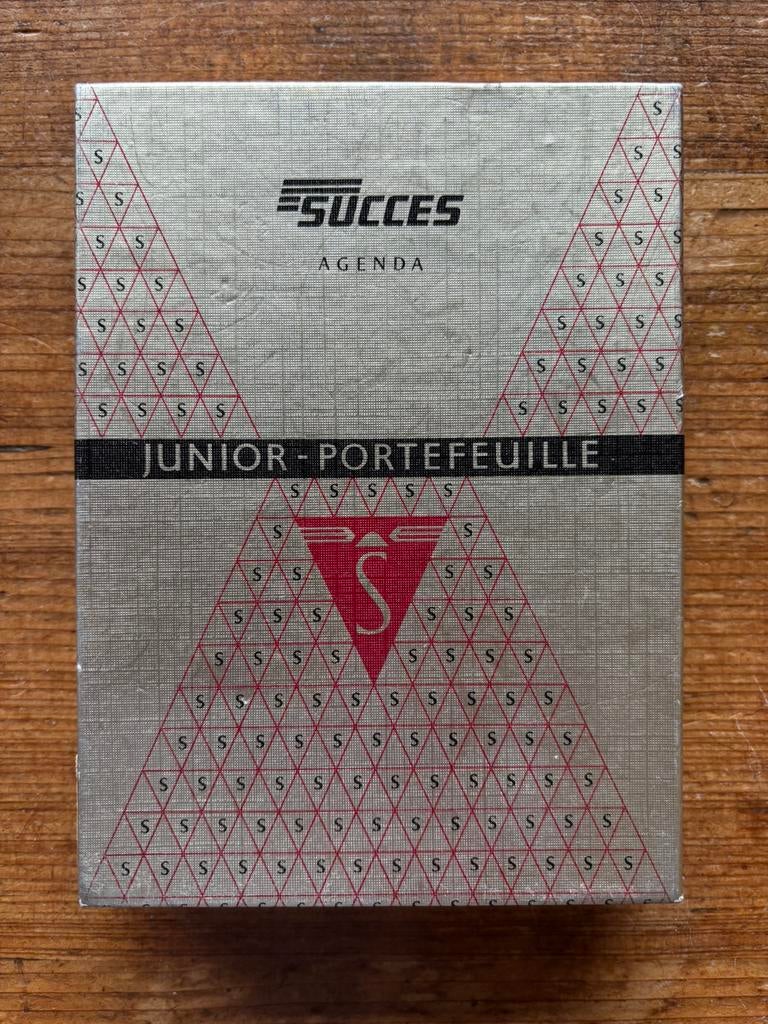 SUCCES
AGENDA
JUNIOR - PORTEFEUILLE
S